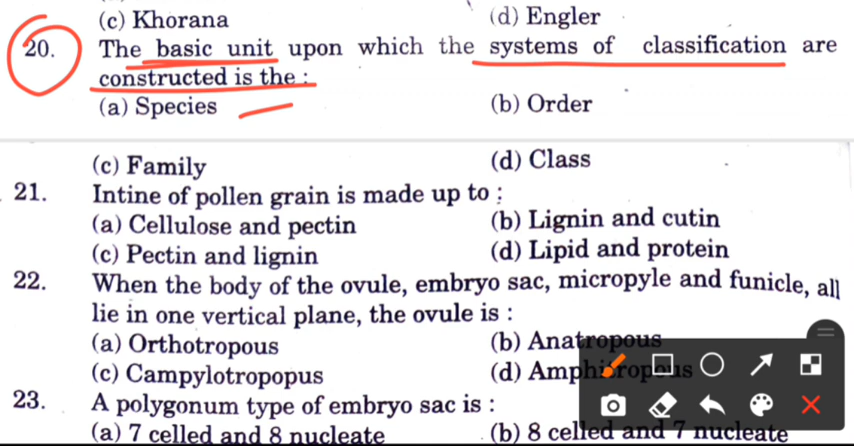 (c) Khorana (d) Engler
20. The basic unit upon which the systems of classification are
constructed is the :
(a) Species (b) Order
(c) Family (d) Class
21. Intine of pollen grain is made up to :
(a) Cellulose and pectin (b) Lignin and cutin
(c) Pectin and lignin (d) Lipid and protein
22. When the body of the ovule, embryo sac, micropyle and funicle, all
lie in one vertical plane, the ovule is :
(a) Orthotropous (b) Anatropous
(c) Campylotropopus (d) Amphitropous
23. A polygonum type of embryo sac is :
(a) 7 celled and 8 nucleate (b) 8 celled and 7 nucleate